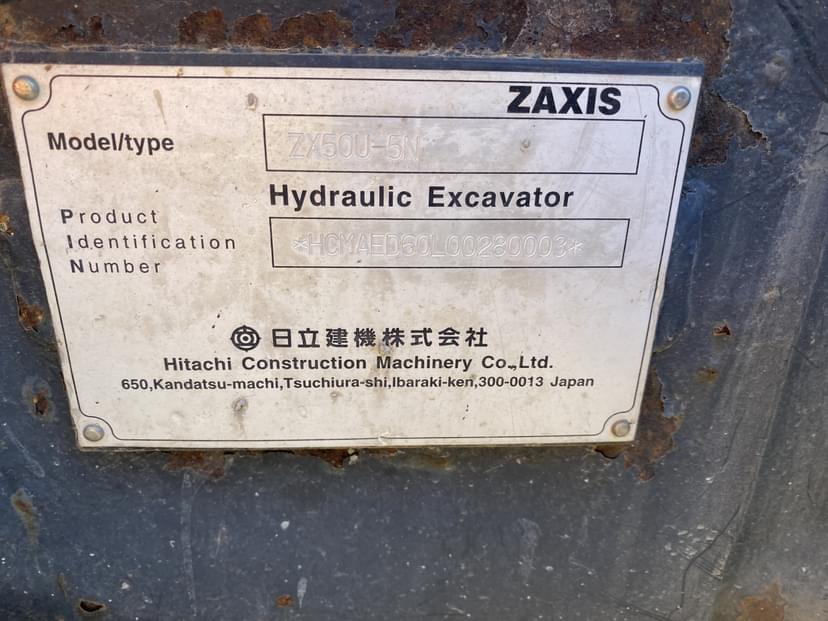 ZAXIS
Model/type ZX50U-5N
Hydraulic Excavator
Product
Identification
Number
*HCMAED60L00280003*
日立建機株式会社
Hitachi Construction Machinery Co.,Ltd.
650,Kandatsu-machi,Tsuchiura-shi,Ibaraki-ken,300-0013 Japan